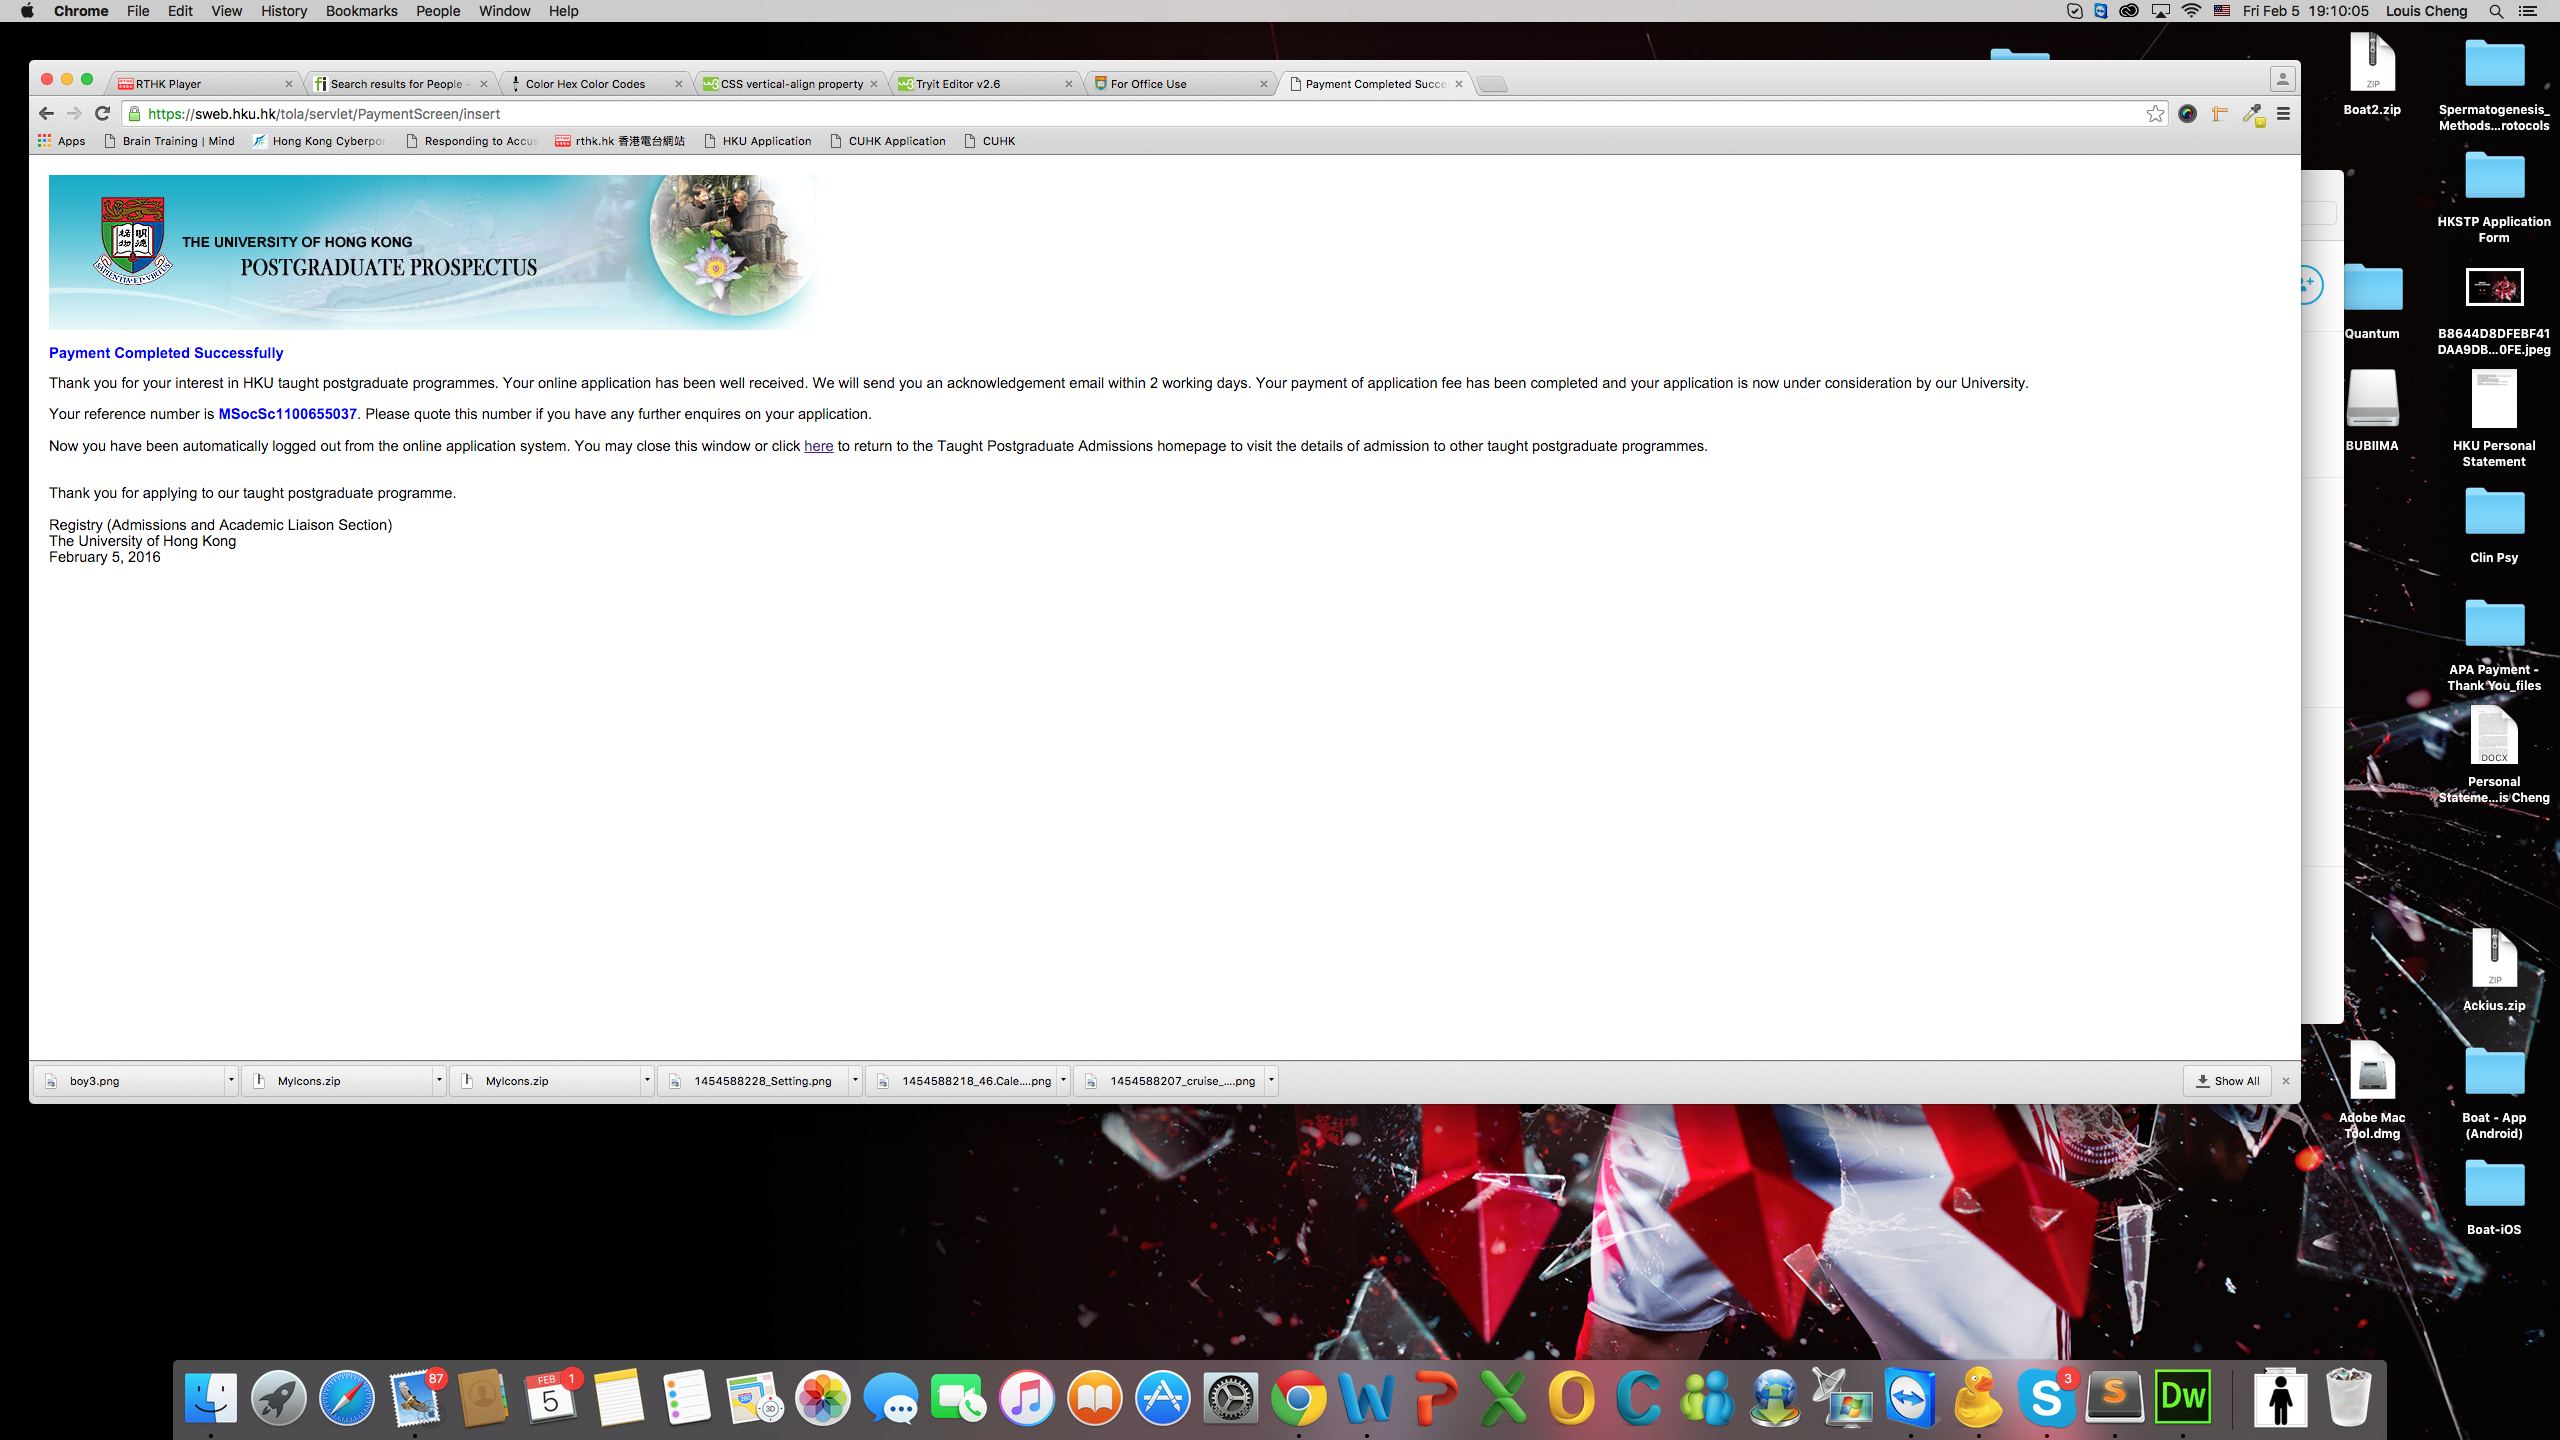 Chrome File Edit View History Bookmarks People Window Help
Fri Feb 5 19:10:05 Louis Cheng
RTHK Player
Search results for People -
Color Hex Color Codes
CSS vertical-align property
Tryit Editor v2.6
For Office Use
Payment Completed Succe
https://sweb.hku.hk/tola/servlet/PaymentScreen/insert
Apps
Brain Training | Mind
Hong Kong Cyberpor
Responding to Accus
rthk.hk 香港電台網站
HKU Application
CUHK Application
CUHK
THE UNIVERSITY OF HONG KONG
POSTGRADUATE PROSPECTUS
Payment Completed Successfully
Thank you for your interest in HKU taught postgraduate programmes. Your online application has been well received. We will send you an acknowledgement email within 2 working days. Your payment of application fee has been completed and your application is now under consideration by our University.
Your reference number is MSocSc1100655037. Please quote this number if you have any further enquires on your application.
Now you have been automatically logged out from the online application system. You may close this window or click here to return to the Taught Postgraduate Admissions homepage to visit the details of admission to other taught postgraduate programmes.
Thank you for applying to our taught postgraduate programme.
Registry (Admissions and Academic Liaison Section)
The University of Hong Kong
February 5, 2016
boy3.png
MyIcons.zip
MyIcons.zip
1454588228_Setting.png
1454588218_46.Cale....png
1454588207_cruise_....png
Show All
ZIP
Boat2.zip
Spermatogenesis_
Methods...rotocols
HKSTP Application
Form
Quantum
B8644D8DFEBF41
DAA9DB...0FE.jpeg
BUBIIMA
HKU Personal
Statement
Clin Psy
APA Payment -
Thank You_files
DOCX
Personal
Stateme...is Cheng
ZIP
Ackius.zip
Adobe Mac
Tool.dmg
Boat - App
(Android)
Boat-iOS
87
FEB
5
1
3D
3
Dw